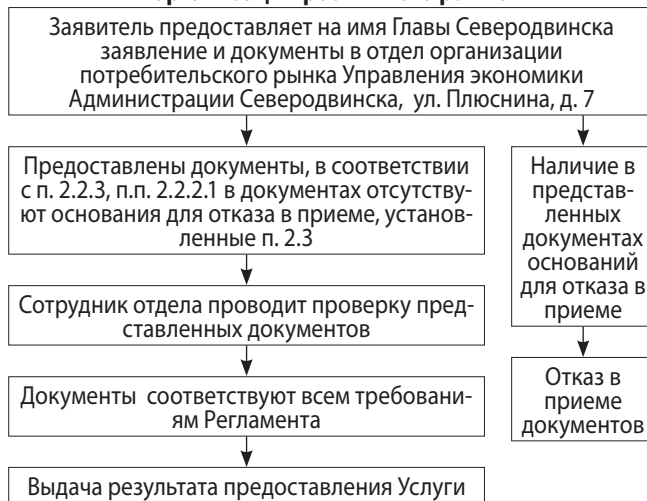 Заявитель предоставляет на имя Главы Северодвинска
заявление и документы в отдел организации
потребительского рынка Управления экономики
Администрации Северодвинска, ул. Плюснина, д. 7
Предоставлены документы, в соответствии
с п. 2.2.3, п.п. 2.2.2.1 в документах отсутству-
ют основания для отказа в приеме, установ-
ленные п. 2.3
Сотрудник отдела проводит проверку пред-
ставленных документов
Документы соответствуют всем требовани-
ям Регламента
Выдача результата предоставления Услуги
Наличие в
представ-
ленных
документах
оснований
для отказа в
приеме
Отказ в
приеме
документов